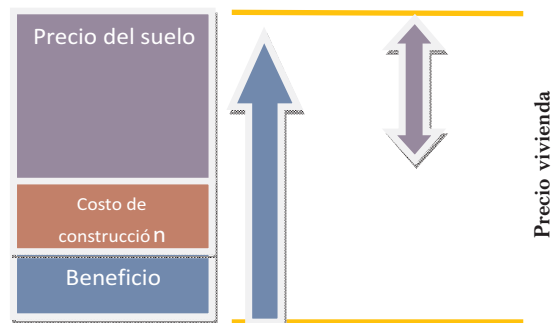 Precio del suelo
Costo de
construcción
Beneficio
Precio vivienda